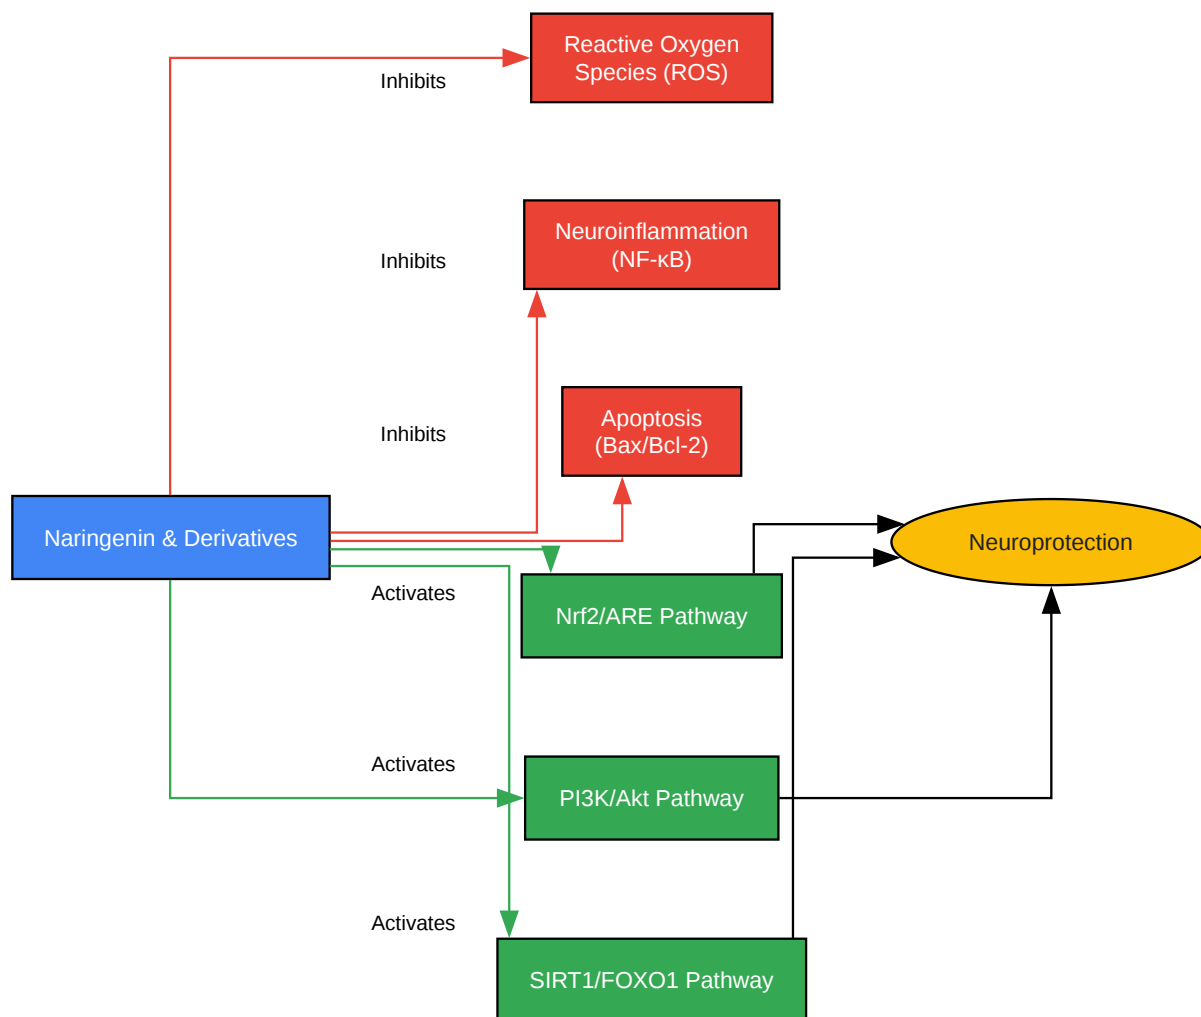 Reactive Oxygen
Species (ROS)
Inhibits
Neuroinflammation
(NF-κB)
Inhibits
Apoptosis
(Bax/Bcl-2)
Inhibits
Naringenin & Derivatives
Neuroprotection
Activates
Nrf2/ARE Pathway
Activates
PI3K/Akt Pathway
Activates
SIRT1/FOXO1 Pathway